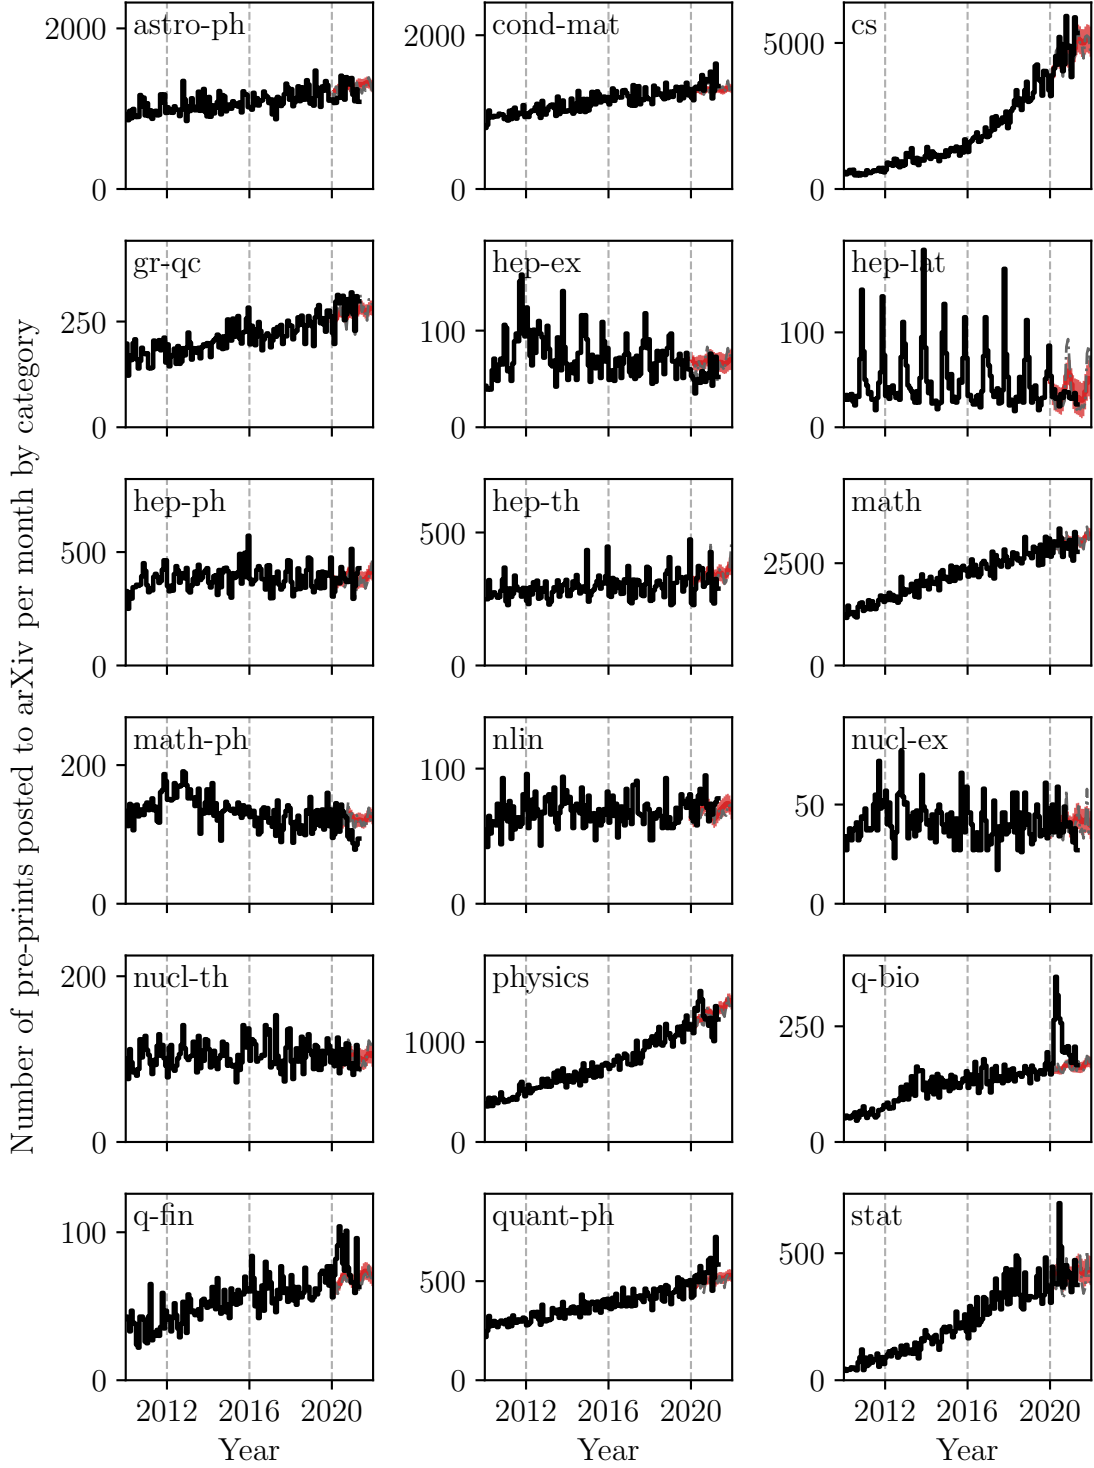 Number of pre-prints posted to arXiv per month by category
astro-ph
2000
0
cond-mat
2000
0
cs
5000
0
gr-qc
250
0
hep-ex
100
0
hep-lat
100
0
hep-ph
500
0
hep-th
500
0
math
2500
0
math-ph
200
0
nlin
100
0
nucl-ex
50
0
nucl-th
200
0
physics
1000
0
q-bio
250
0
q-fin
100
0
2012 2016 2020
Year
quant-ph
500
0
2012 2016 2020
Year
stat
500
0
2012 2016 2020
Year